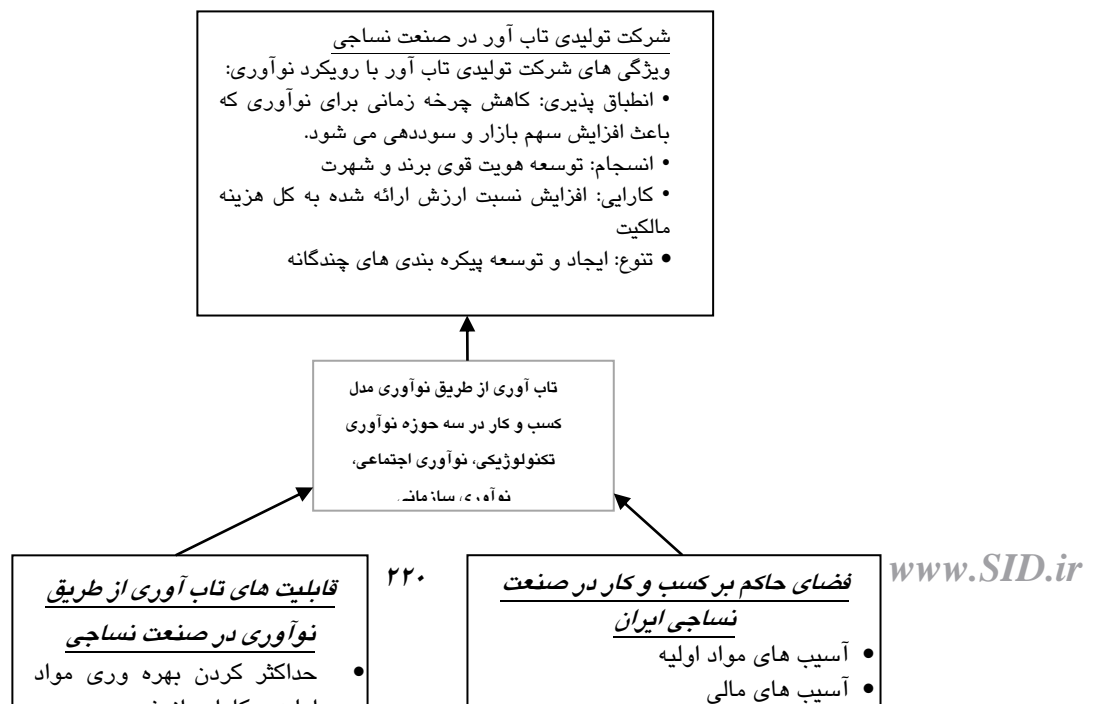 شرکت تولیدی تاب آور در صنعت نساجی
ویژگی های شرکت تولیدی تاب آور با رویکرد نوآوری:
• انطباق پذیری: کاهش چرخه زمانی برای نوآوری که
باعث افزایش سهم بازار و سوددهی می شود.
• انسجام: توسعه هویت قوی برند و شهرت
• کارایی: افزایش نسبت ارزش ارائه شده به کل هزینه
مالکیت
• تنوع: ایجاد و توسعه پیکره بندی های چندگانه
تاب آوری از طریق نوآوری مدل
کسب و کار در سه حوزه نوآوری
تکنولوژیکی، نوآوری اجتماعی،
نوآوری سازمانی
فضای حاکم بر کسب و کار در صنعت
نساجی ایران
• آسیب های مواد اولیه
• آسیب های مالی
۲۲۰
قابلیت های تاب آوری از طریق
نوآوری در صنعت نساجی
• حداکثر کردن بهره وری مواد
www.SID.ir